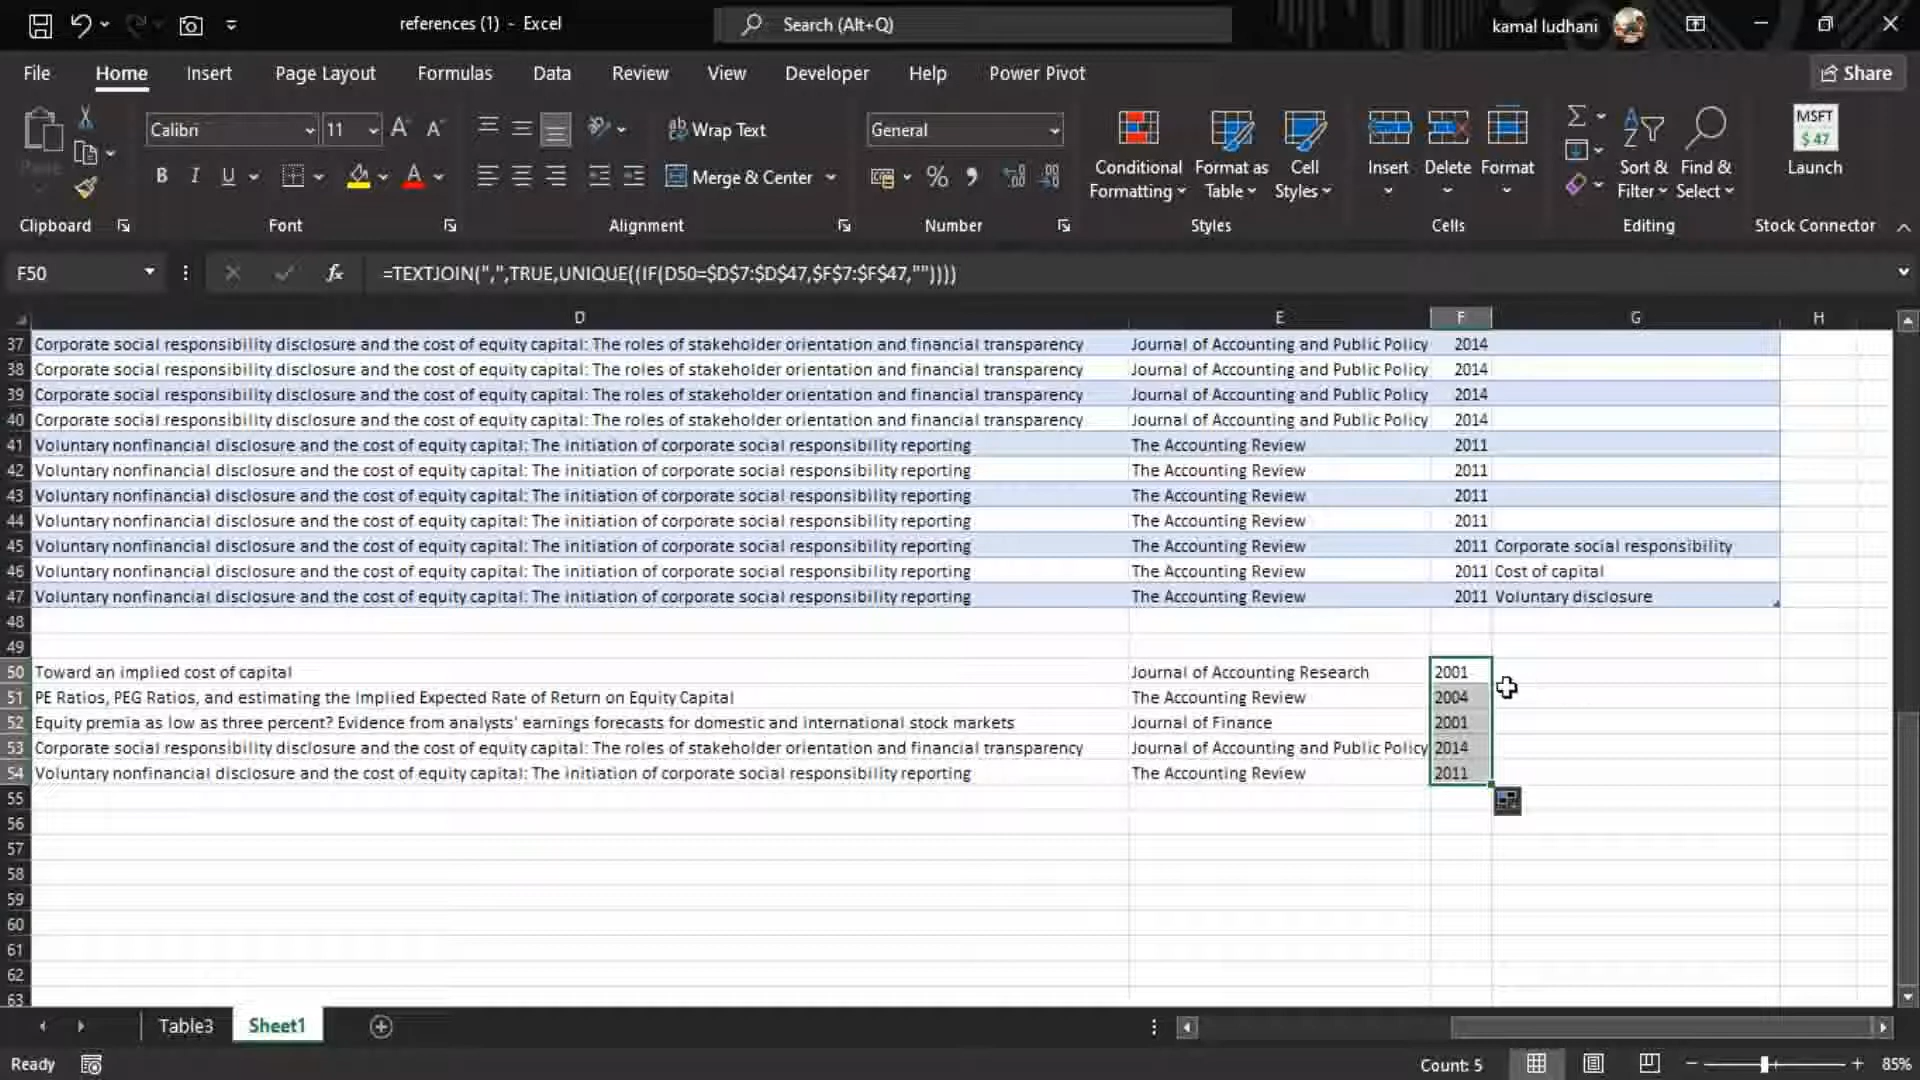 references (1) - Excel
Search (Alt+Q)
kamal ludhani
File Home Insert Page Layout Formulas Data Review View Developer Help Power Pivot Share
Paste
Calibri 11 Wrap Text General
B I U Merge & Center
Conditional Formatting
Format as Table
Cell Styles
Insert Delete Format
Sort & Filter
Find & Select
MSFT
$ 47
Launch
Clipboard Font Alignment Number Styles Cells Editing Stock Connector
F50 fx =TEXTJOIN(",",TRUE,UNIQUE((IF(D50=$D$7:$D$47,$F$7:$F$47,""))))
D E F G H
37 Corporate social responsibility disclosure and the cost of equity capital: The roles of stakeholder orientation and financial transparency Journal of Accounting and Public Policy 2014
38 Corporate social responsibility disclosure and the cost of equity capital: The roles of stakeholder orientation and financial transparency Journal of Accounting and Public Policy 2014
39 Corporate social responsibility disclosure and the cost of equity capital: The roles of stakeholder orientation and financial transparency Journal of Accounting and Public Policy 2014
40 Corporate social responsibility disclosure and the cost of equity capital: The roles of stakeholder orientation and financial transparency Journal of Accounting and Public Policy 2014
41 Voluntary nonfinancial disclosure and the cost of equity capital: The initiation of corporate social responsibility reporting The Accounting Review 2011
42 Voluntary nonfinancial disclosure and the cost of equity capital: The initiation of corporate social responsibility reporting The Accounting Review 2011
43 Voluntary nonfinancial disclosure and the cost of equity capital: The initiation of corporate social responsibility reporting The Accounting Review 2011
44 Voluntary nonfinancial disclosure and the cost of equity capital: The initiation of corporate social responsibility reporting The Accounting Review 2011
45 Voluntary nonfinancial disclosure and the cost of equity capital: The initiation of corporate social responsibility reporting The Accounting Review 2011 Corporate social responsibility
46 Voluntary nonfinancial disclosure and the cost of equity capital: The initiation of corporate social responsibility reporting The Accounting Review 2011 Cost of capital
47 Voluntary nonfinancial disclosure and the cost of equity capital: The initiation of corporate social responsibility reporting The Accounting Review 2011 Voluntary disclosure
48
49
50 Toward an implied cost of capital Journal of Accounting Research 2001
51 PE Ratios, PEG Ratios, and estimating the Implied Expected Rate of Return on Equity Capital The Accounting Review 2004
52 Equity premia as low as three percent? Evidence from analysts' earnings forecasts for domestic and international stock markets Journal of Finance 2001
53 Corporate social responsibility disclosure and the cost of equity capital: The roles of stakeholder orientation and financial transparency Journal of Accounting and Public Policy 2014
54 Voluntary nonfinancial disclosure and the cost of equity capital: The initiation of corporate social responsibility reporting The Accounting Review 2011
55
56
57
58
59
60
61
62
63
Table3 Sheet1
Ready Count: 5 85%